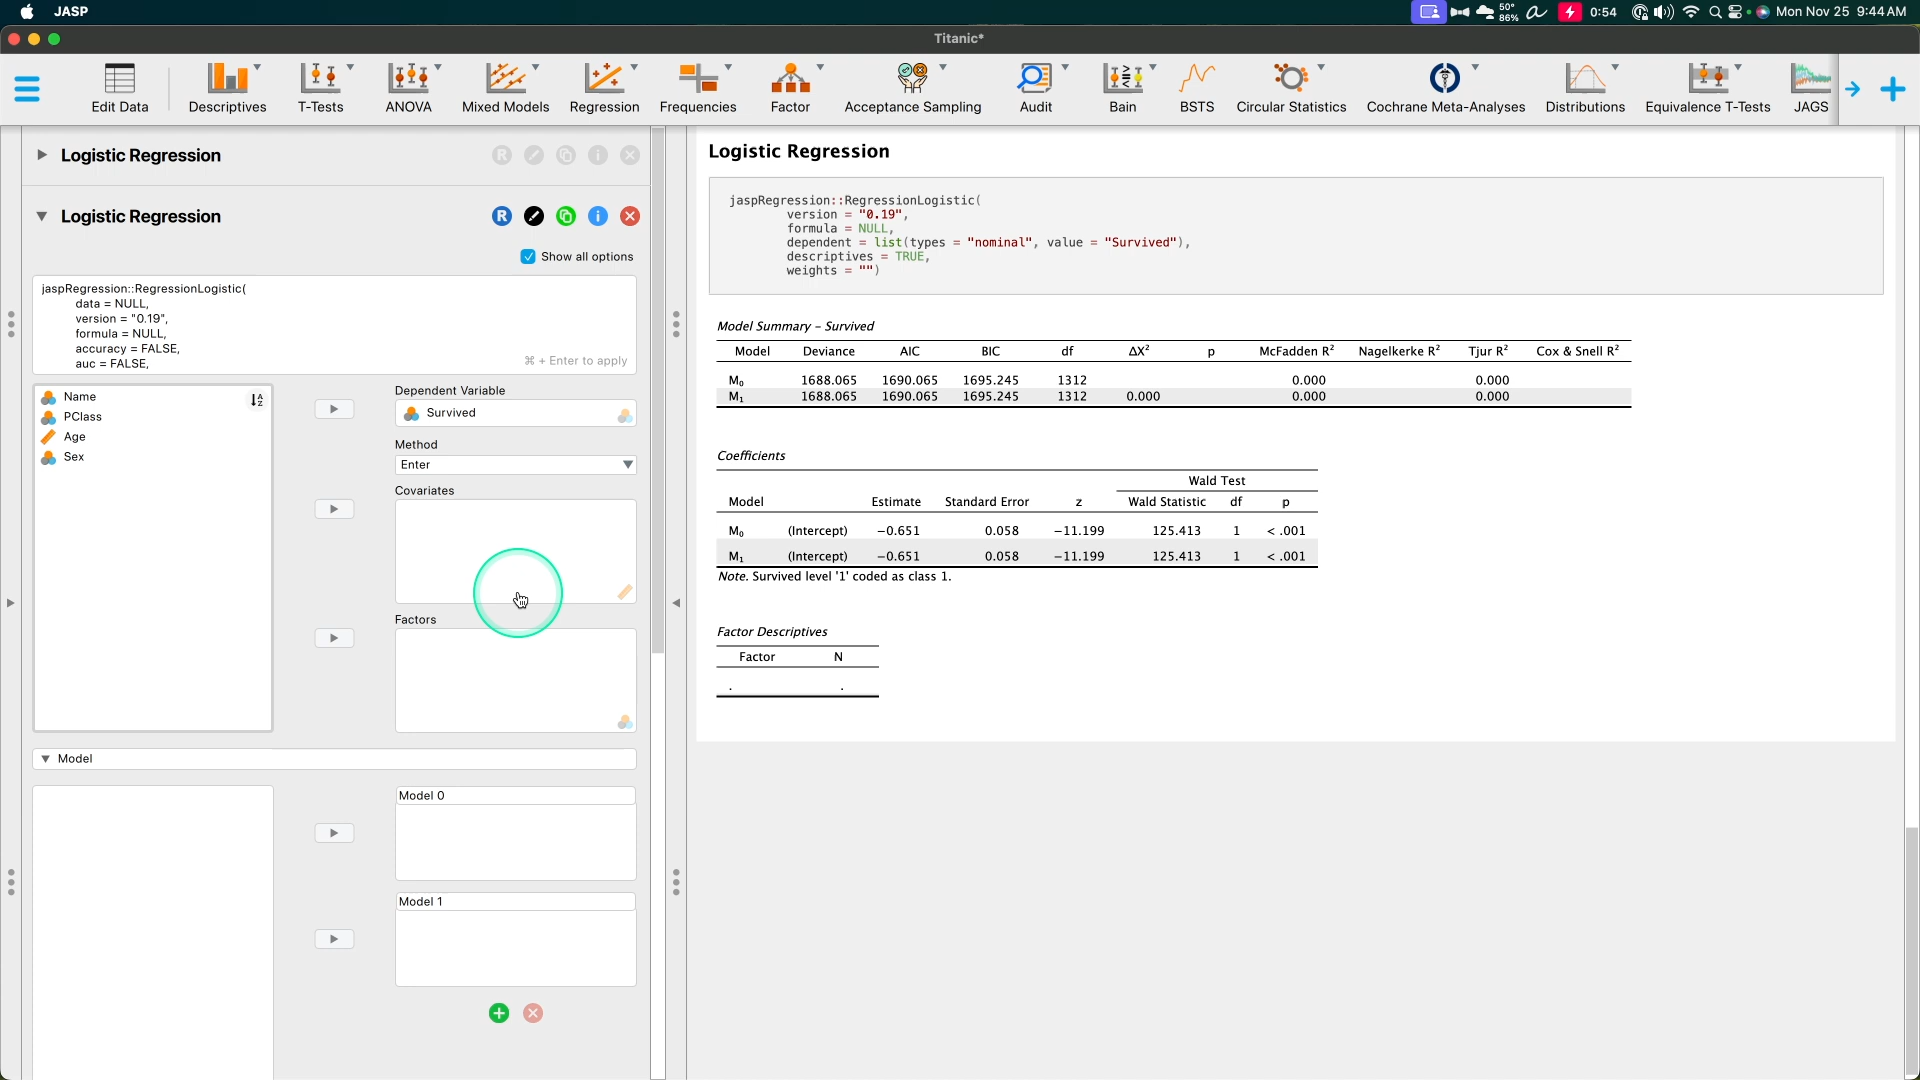 JASP
50°
86%
0:54
Mon Nov 25 9:44 AM
Titanic*
Edit Data
Descriptives
T-Tests
ANOVA
Mixed Models
Regression
Frequencies
Factor
Acceptance Sampling
Audit
Bain
BSTS
Circular Statistics
Cochrane Meta-Analyses
Distributions
Equivalence T-Tests
JAGS
Logistic Regression
Logistic Regression
Show all options
jaspRegression::RegressionLogistic(
data = NULL,
version = "0.19",
formula = NULL,
accuracy = FALSE,
auc = FALSE,
⌘ + Enter to apply
Name
PClass
Age
Sex
Dependent Variable
Survived
Method
Enter
Covariates
Factors
Model
Model 0
Model 1
Logistic Regression
jaspRegression::RegressionLogistic(
version = "0.19",
formula = NULL,
dependent = list(types = "nominal", value = "Survived"),
descriptives = TRUE,
weights = "")
Model Summary – Survived
Model Deviance AIC BIC df ΔX² p McFadden R² Nagelkerke R² Tjur R² Cox & Snell R²
M₀ 1688.065 1690.065 1695.245 1312 0.000 0.000
M₁ 1688.065 1690.065 1695.245 1312 0.000 0.000 0.000
Coefficients
Wald Test
Model Estimate Standard Error z Wald Statistic df p
M₀ (Intercept) −0.651 0.058 −11.199 125.413 1 < .001
M₁ (Intercept) −0.651 0.058 −11.199 125.413 1 < .001
Note. Survived level '1' coded as class 1.
Factor Descriptives
Factor N
. .